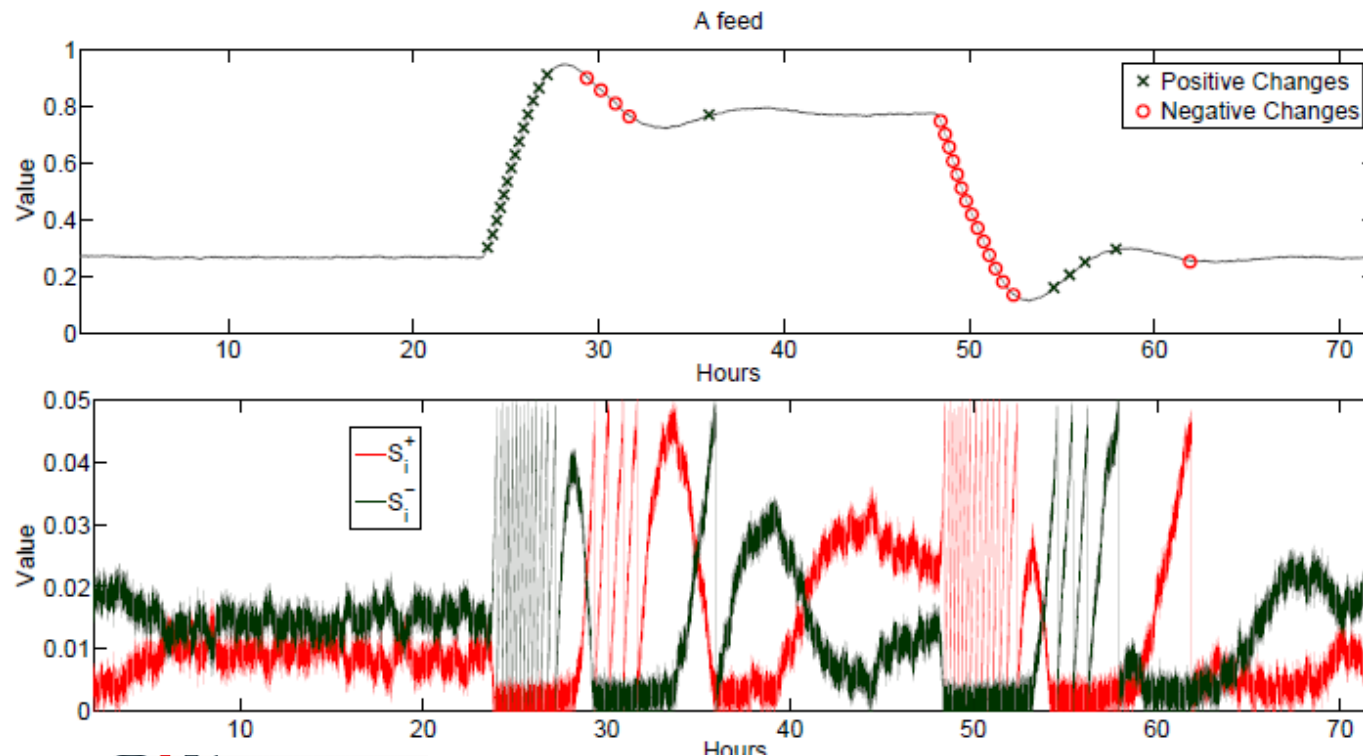 A feed
1
0.8
0.6
0.4
0.2
0
Value
× Positive Changes
○ Negative Changes
10 20 30 40 50 60 70
Hours
0.05
0.04
0.03
0.02
0.01
0
Value
S_i^+
S_i^-
10 20 30 40 50 60 70
Hours